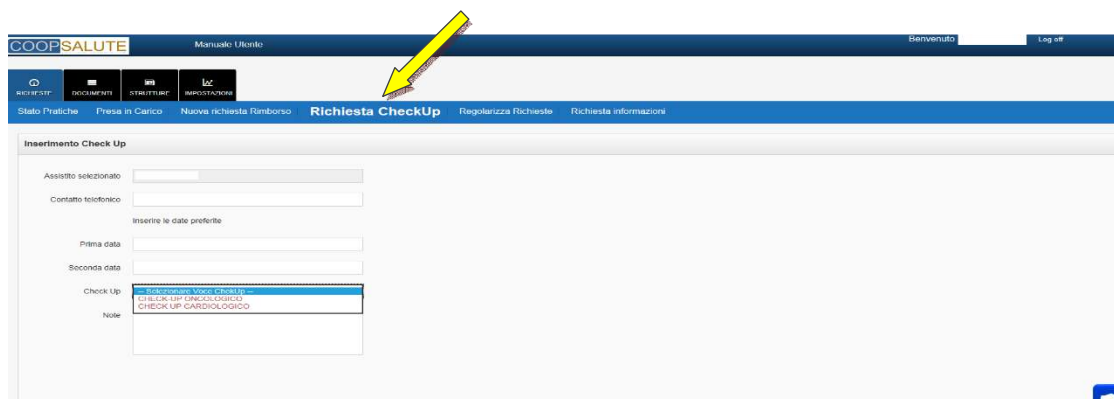 COOPSALUTE Manuale Utente Benvenuto Log off
RICHIESTE DOCUMENTI STRUTTURE IMPOSTAZIONI
Stato Pratiche Presa in Carico Nuova richiesta Rimborso Richiesta CheckUp Regolarizza Richieste Richiesta informazioni
Inserimento Check Up
Assistito selezionato
Contatto telefonico
Inserire le date preferite
Prima data
Seconda data
Check Up -- Selezionare Voce ChekUp --
CHECK-UP ONCOLOGICO
CHECK UP CARDIOLOGICO
Note